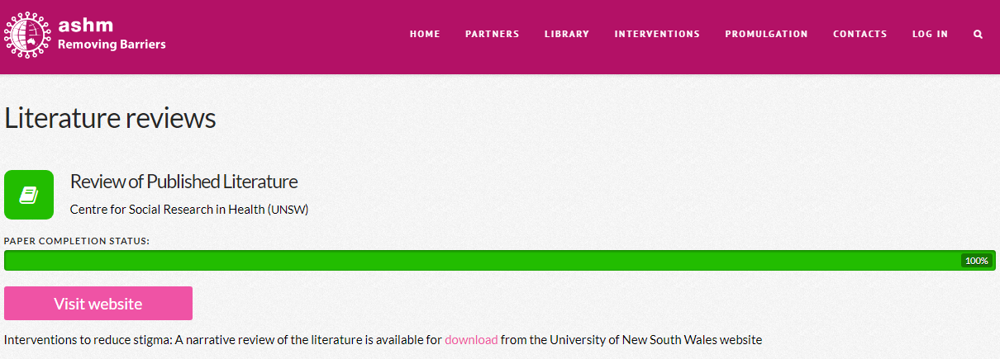 ashm
Removing Barriers
HOME PARTNERS LIBRARY INTERVENTIONS PROMULGATION CONTACTS LOG IN
Literature reviews
Review of Published Literature
Centre for Social Research in Health (UNSW)
PAPER COMPLETION STATUS:
100%
Visit website
Interventions to reduce stigma: A narrative review of the literature is available for download from the University of New South Wales website